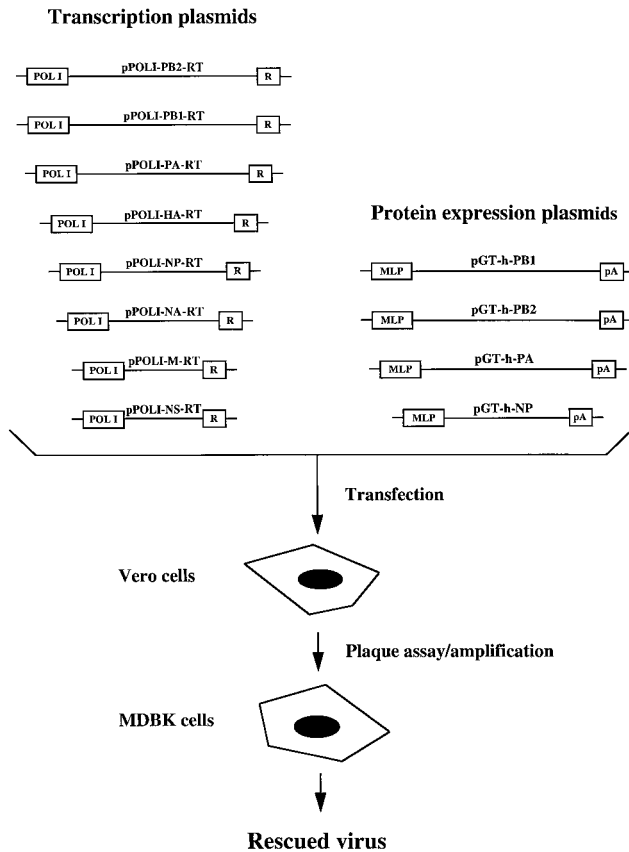 Transcription plasmids
pPOLI-PB2-RT
POL I
R
pPOLI-PB1-RT
POL I
R
pPOLI-PA-RT
POL I
R
pPOLI-HA-RT
POL I
R
pPOLI-NP-RT
POL I
R
pPOLI-NA-RT
POL I
R
pPOLI-M-RT
POL I
R
pPOLI-NS-RT
POL I
R
Protein expression plasmids
pGT-h-PB1
MLP
pA
pGT-h-PB2
MLP
pA
pGT-h-PA
MLP
pA
pGT-h-NP
MLP
pA
Transfection
Vero cells
Plaque assay/amplification
MDBK cells
Rescued virus